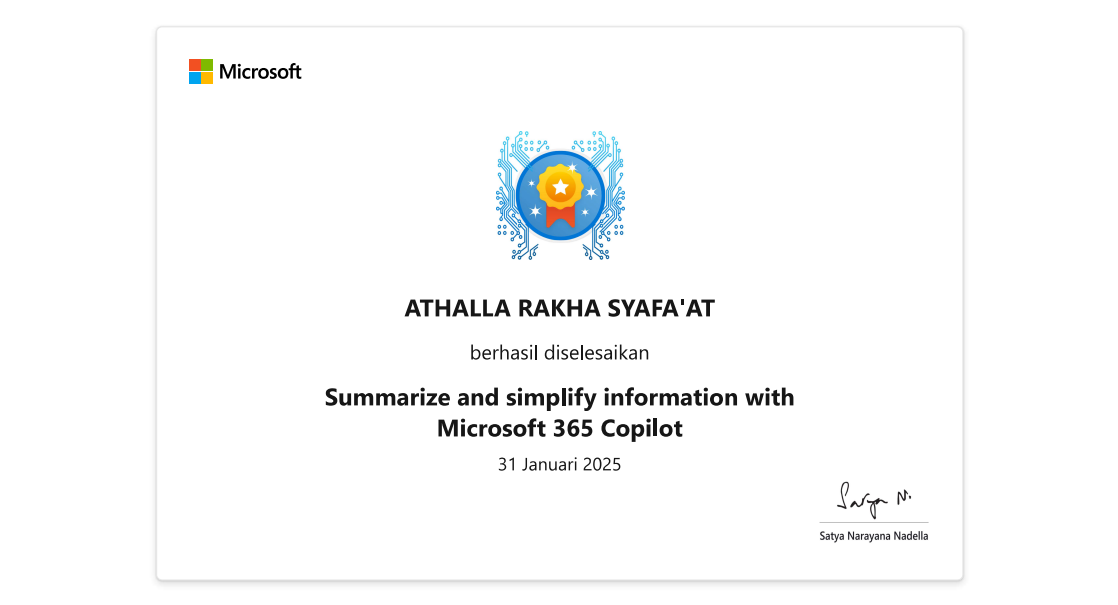 Microsoft
ATHALLA RAKHA SYAFA'AT
berhasil diselesaikan
Summarize and simplify information with
Microsoft 365 Copilot
31 Januari 2025
Satya N.
Satya Narayana Nadella